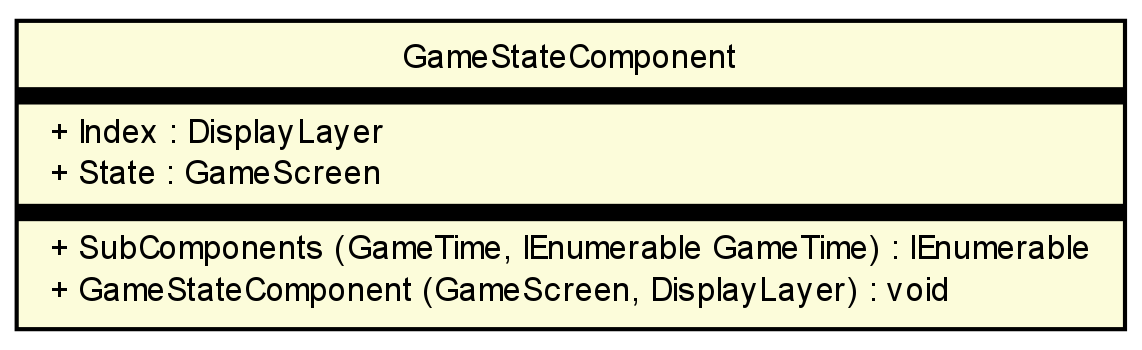 GameStateComponent
+ Index : DisplayLayer
+ State : GameScreen
+ SubComponents (GameTime, IEnumerable GameTime) : IEnumerable
+ GameStateComponent (GameScreen, DisplayLayer) : void